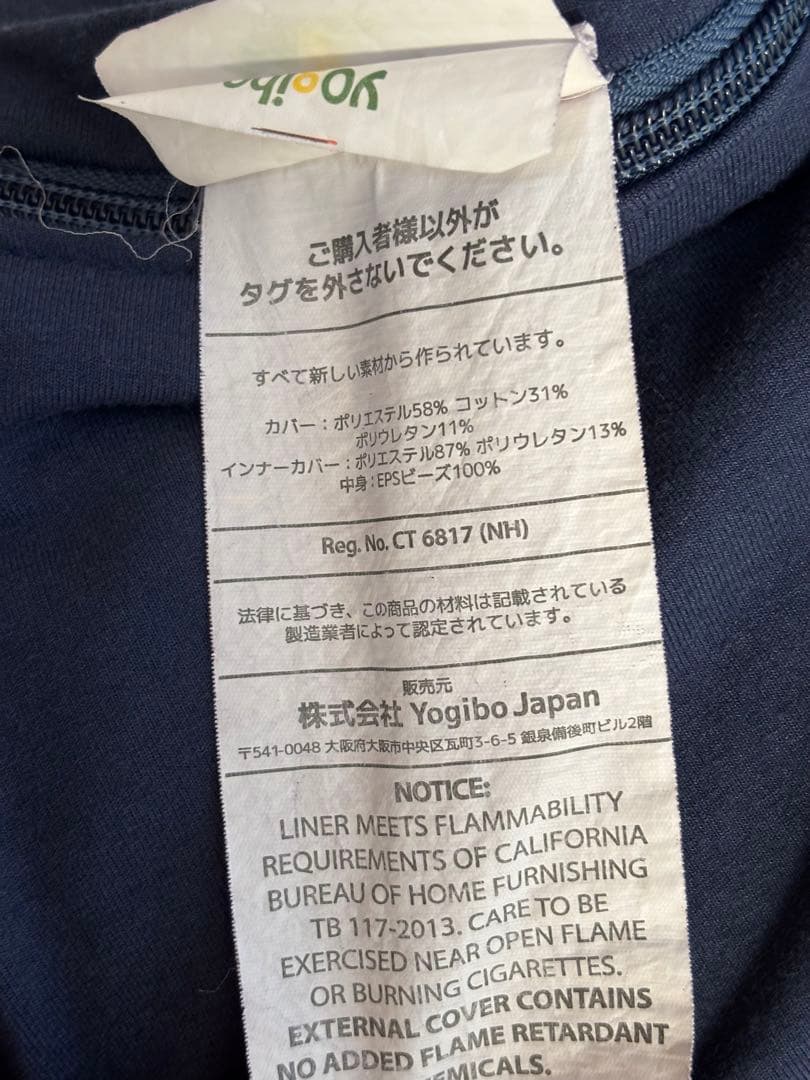 yogibo
ご購入者様以外が
タグを外さないでください。
すべて新しい素材から作られています。
カバー：ポリエステル58% コットン31%
ポリウレタン11%
インナーカバー：ポリエステル87% ポリウレタン13%
中身：EPSビーズ100%
Reg. No. CT 6817 (NH)
法律に基づき、この商品の材料は記載されている
製造業者によって認定されています。
販売元
株式会社 Yogibo Japan
〒541-0048 大阪府大阪市中央区瓦町3-6-5 銀泉備後町ビル2階
NOTICE:
LINER MEETS FLAMMABILITY
REQUIREMENTS OF CALIFORNIA
BUREAU OF HOME FURNISHING
TB 117-2013. CARE TO BE
EXERCISED NEAR OPEN FLAME
OR BURNING CIGARETTES.
EXTERNAL COVER CONTAINS
NO ADDED FLAME RETARDANT
EMICALS.